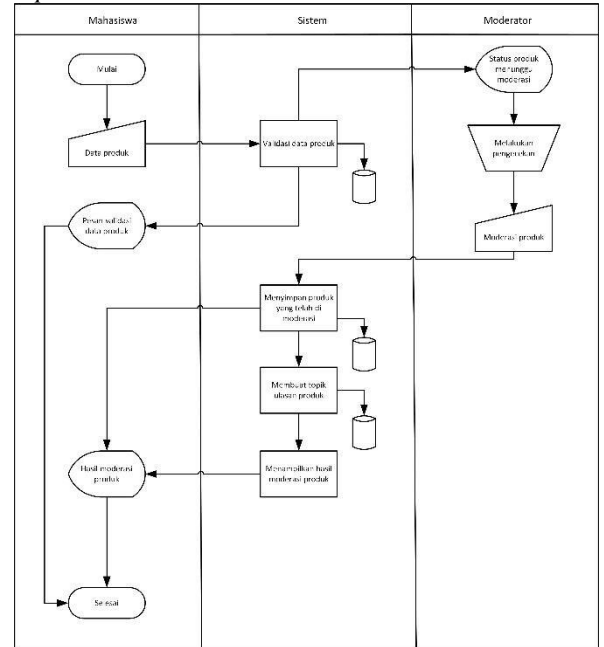 Mahasiswa
Sistem
Moderator
Mulai
Status produk
menunggu
moderasi
Data produk
Validasi data produk
Melakukan
pengecekan
Pesan validasi
data produk
Moderasi produk
Menyimpan produk
yang telah di
moderasi
Membuat topik
ulasan produk
Hasil moderasi
produk
Menampilkan hasil
moderasi produk
Selesai